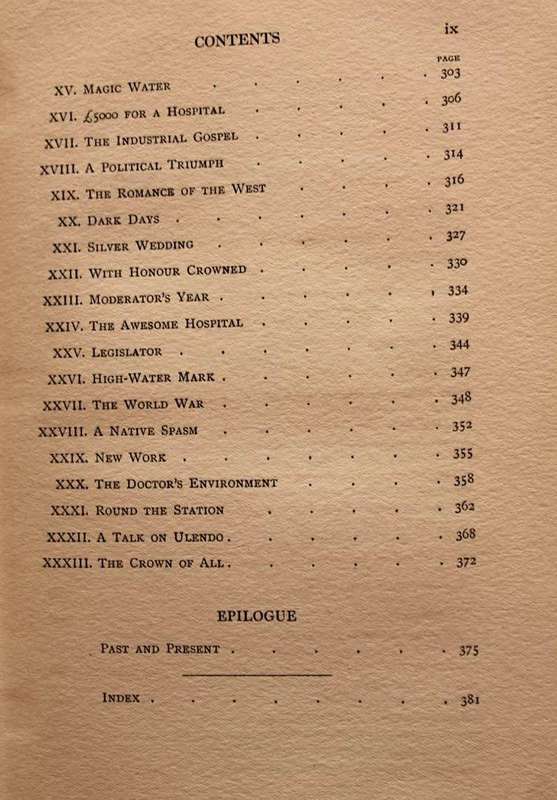 CONTENTS ix
PAGE
XV. MAGIC WATER . . . . . . 303
XVI. £5000 FOR A HOSPITAL . . . . . 306
XVII. THE INDUSTRIAL GOSPEL . . . . . 311
XVIII. A POLITICAL TRIUMPH . . . . . 314
XIX. THE ROMANCE OF THE WEST . . . . 316
XX. DARK DAYS . . . . . . . 321
XXI. SILVER WEDDING . . . . . . 327
XXII. WITH HONOUR CROWNED . . . . . 330
XXIII. MODERATOR'S YEAR . . . . . . 334
XXIV. THE AWESOME HOSPITAL . . . . . 339
XXV. LEGISLATOR . . . . . . . 344
XXVI. HIGH-WATER MARK . . . . . . 347
XXVII. THE WORLD WAR . . . . . . 348
XXVIII. A NATIVE SPASM . . . . . . 352
XXIX. NEW WORK . . . . . . . 355
XXX. THE DOCTOR'S ENVIRONMENT . . . . 358
XXXI. ROUND THE STATION . . . . . 362
XXXII. A TALK ON ULENDO . . . . . . 368
XXXIII. THE CROWN OF ALL . . . . . . 372
EPILOGUE
PAST AND PRESENT . . . . . . 375
INDEX . . . . . . . . 381